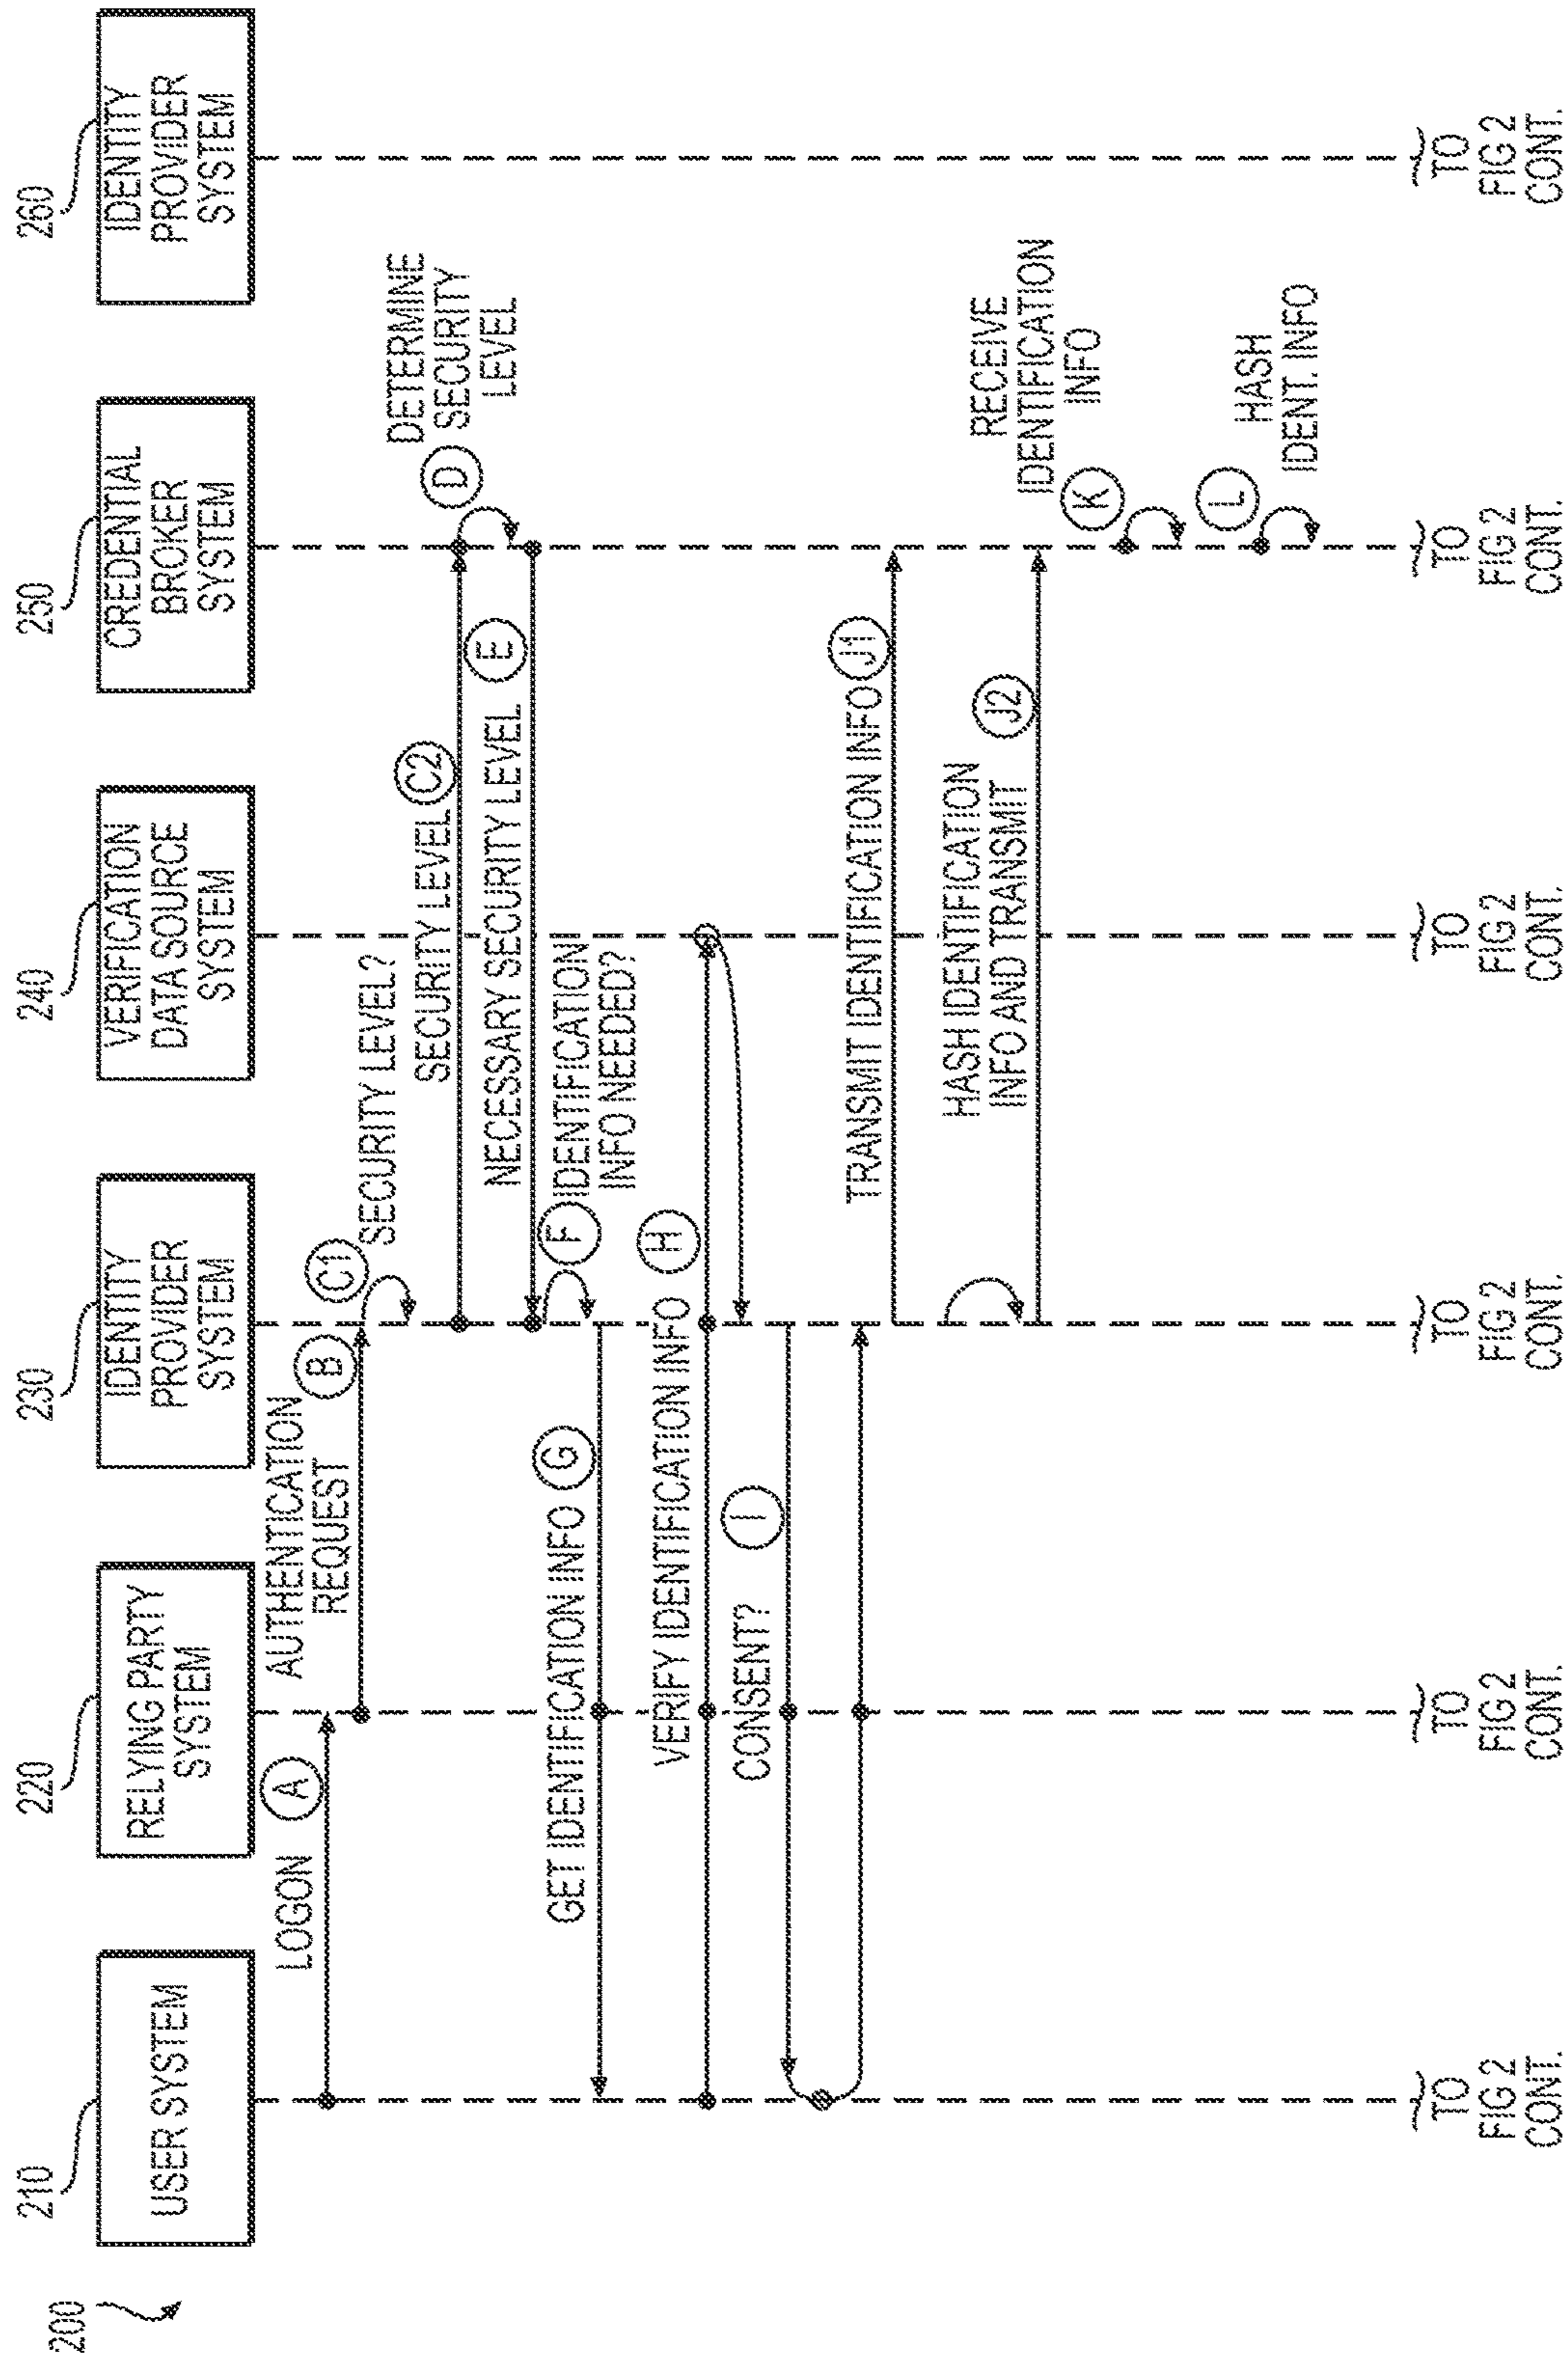 200
210
USER SYSTEM
220
RELYING PARTY
SYSTEM
230
IDENTITY
PROVIDER
SYSTEM
240
VERIFICATION
DATA SOURCE
SYSTEM
250
CREDENTIAL
BROKER
SYSTEM
260
IDENTITY
PROVIDER
SYSTEM
LOGON A
AUTHENTICATION
REQUEST B
C1 SECURITY LEVEL?
SECURITY LEVEL C2
D DETERMINE
SECURITY
LEVEL
NECESSARY SECURITY LEVEL E
F IDENTIFICATION
INFO NEEDED?
GET IDENTIFICATION INFO G
VERIFY IDENTIFICATION INFO H
CONSENT? I
TRANSMIT IDENTIFICATION INFO J1
HASH IDENTIFICATION
INFO AND TRANSMIT J2
RECEIVE
IDENTIFICATION
K INFO
L HASH
IDENT. INFO
TO
FIG 2
CONT.
TO
FIG 2
CONT.
TO
FIG 2
CONT.
TO
FIG 2
CONT.
TO
FIG 2
CONT.
TO
FIG 2
CONT.